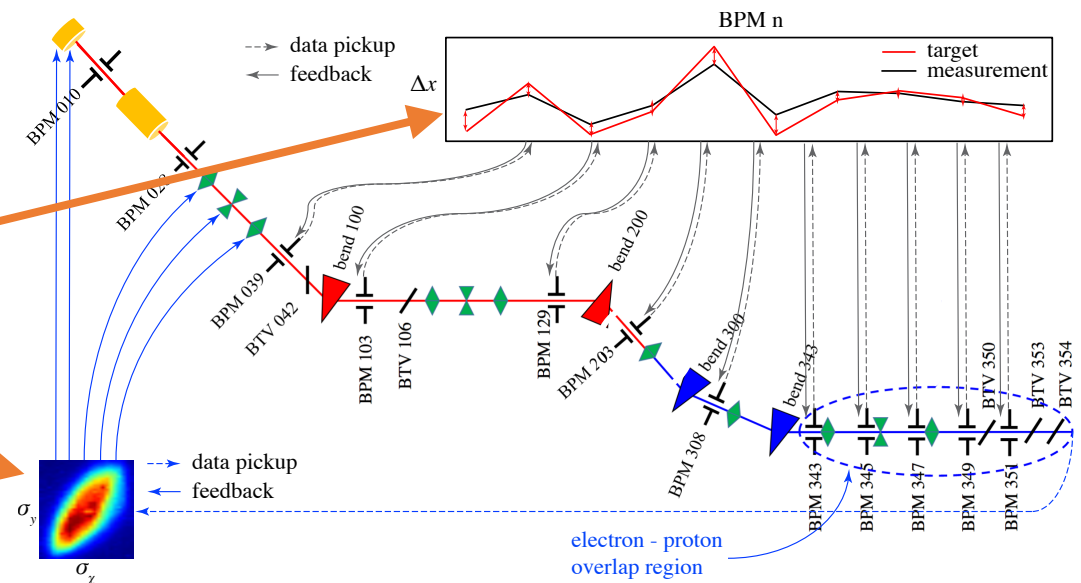 BPM n
data pickup
feedback
Δx
target
measurement
BPM 010
BPM 028
BPM 039
BTV 042
bend 100
BPM 103
BTV 106
BPM 129
bend 200
BPM 203
bend 300
BPM 308
bend 343
BPM 343
BPM 345
BPM 347
BPM 349
BTV 350
BPM 351
BTV 353
BTV 354
data pickup
feedback
σy
σχ
electron - proton
overlap region